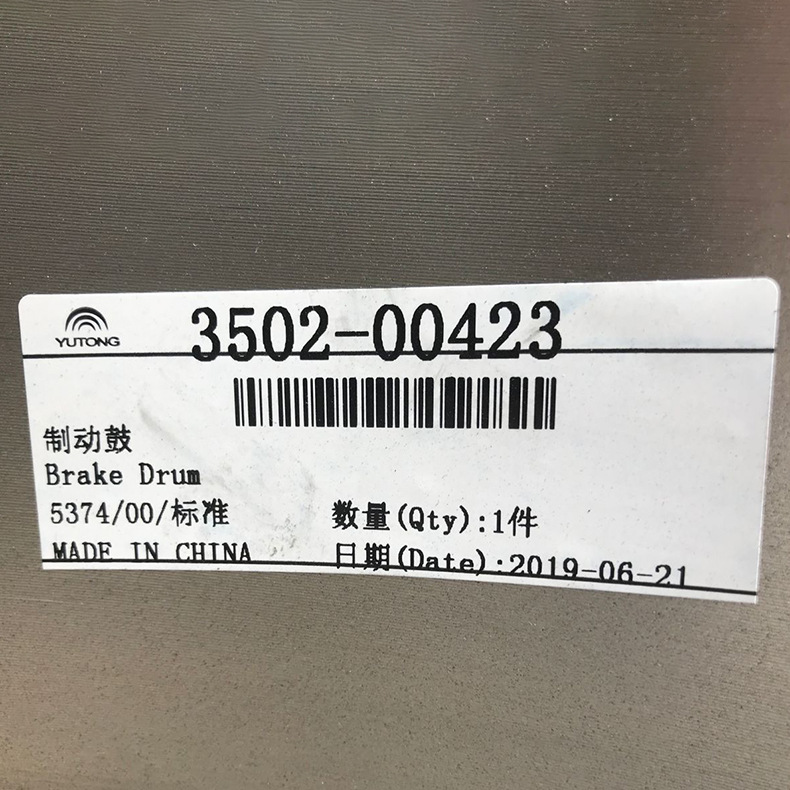 YUTONG
3502-00423
制动鼓
Brake Drum
5374/00/标准
数量(Qty):1件
MADE IN CHINA
日期(Date):2019-06-21